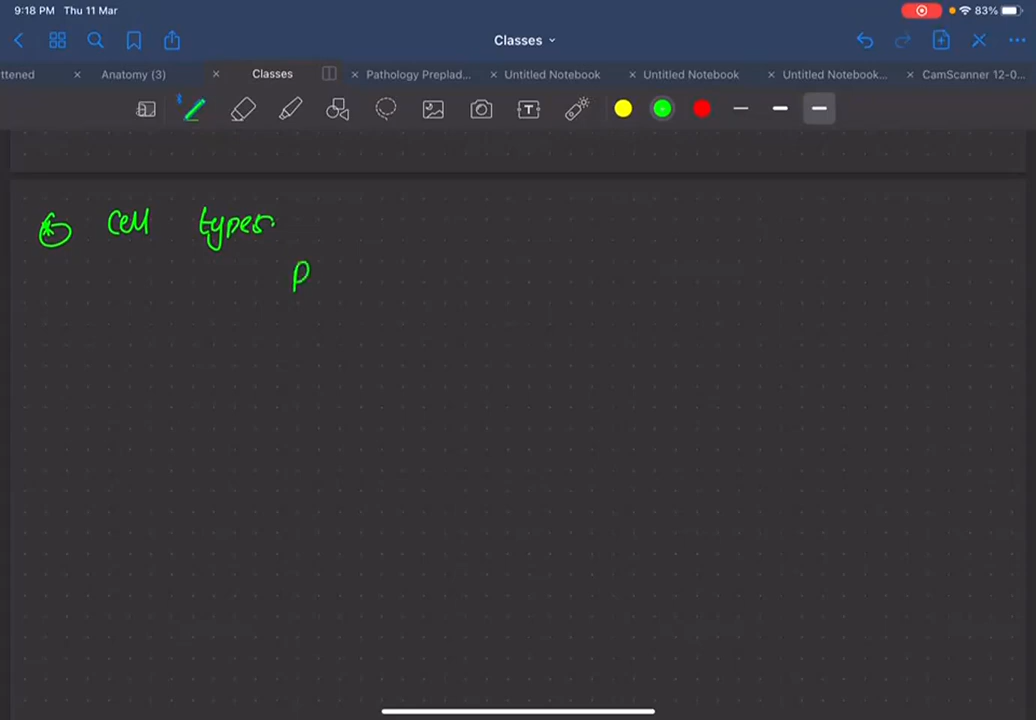 9:18 PM Thu 11 Mar 83%
Classes
ttened Anatomy (3) Classes Pathology Preplad... Untitled Notebook Untitled Notebook Untitled Notebook... CamScanner 12-0...
T
Cell types.
P